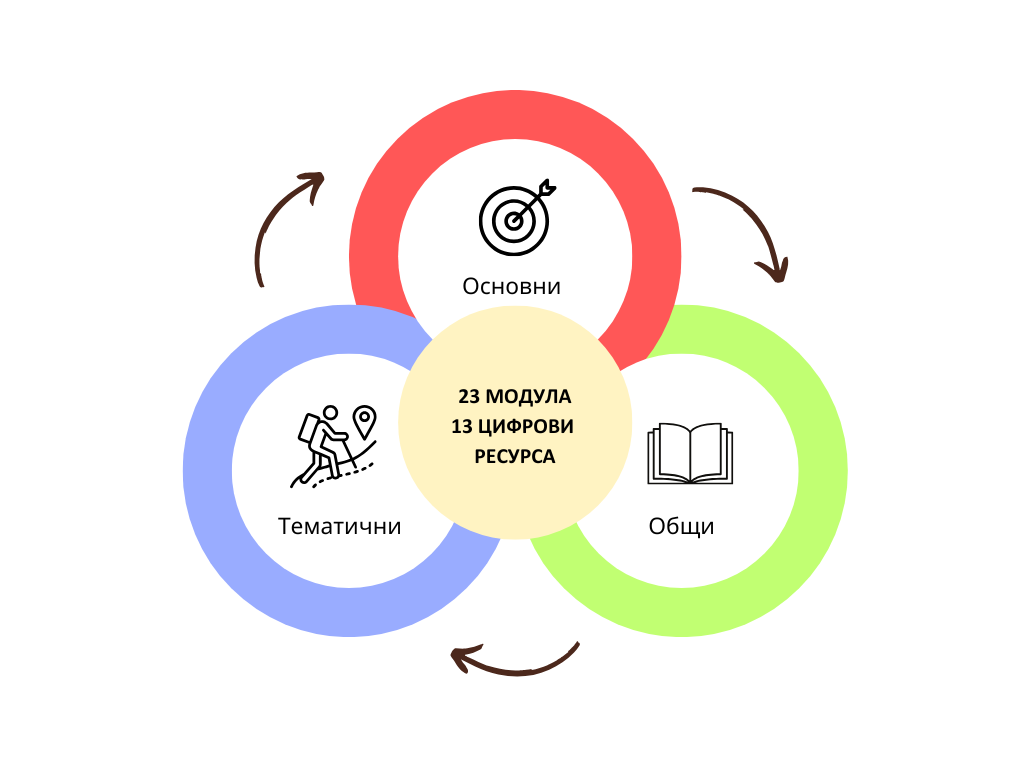 Основни
23 МОДУЛА
13 ЦИФРОВИ
РЕСУРСА
Тематични
Общи